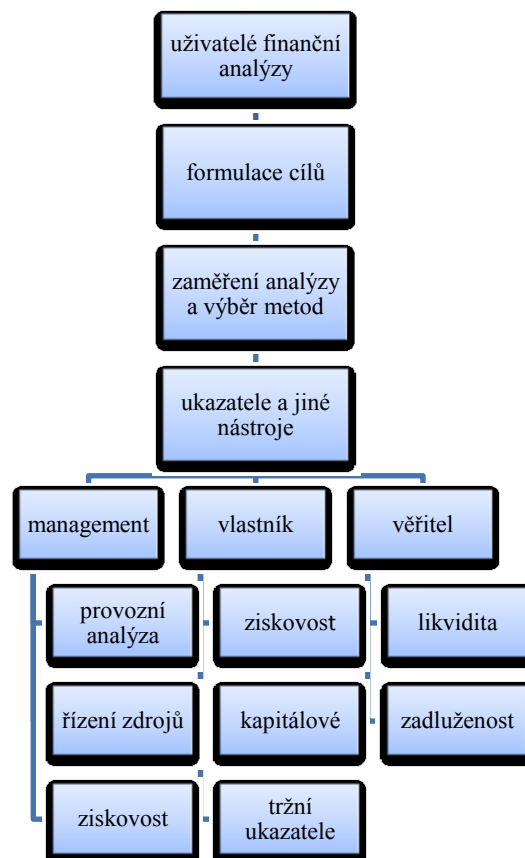 uživatelé finanční
analýzy
formulace cílů
zaměření analýzy
a výběr metod
ukazatele a jiné
nástroje
management
vlastník
věřitel
provozní
analýza
ziskovost
likvidita
řízení zdrojů
kapitálové
zadluženost
ziskovost
tržní
ukazatele